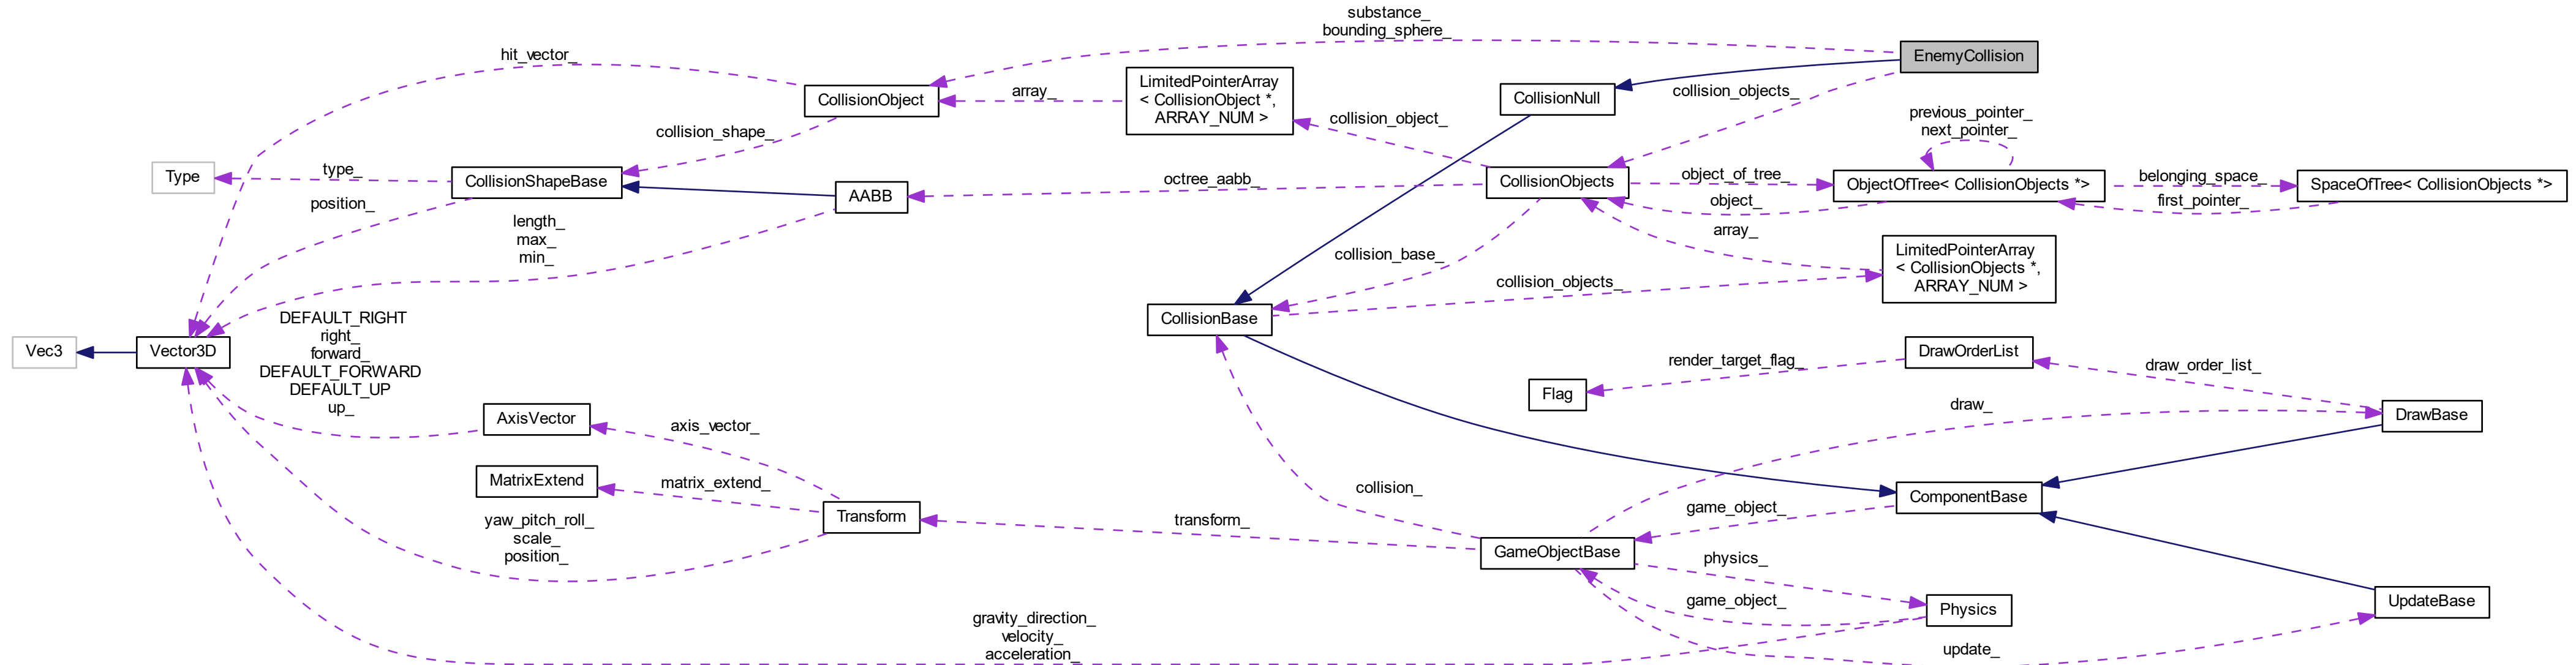 substance_
bounding_sphere_
hit_vector_
EnemyCollision
LimitedPointerArray
< CollisionObject *,
ARRAY_NUM >
array_
CollisionObject
CollisionNull
collision_objects_
collision_object_
previous_pointer_
next_pointer_
collision_shape_
type_
Type
CollisionShapeBase
octree_aabb_
AABB
CollisionObjects
object_of_tree_
object_
ObjectOfTree< CollisionObjects *>
belonging_space_
first_pointer_
SpaceOfTree< CollisionObjects *>
position_
length_
max_
min_
array_
LimitedPointerArray
< CollisionObjects *,
ARRAY_NUM >
collision_base_
collision_objects_
CollisionBase
DEFAULT_RIGHT
right_
forward_
DEFAULT_FORWARD
DEFAULT_UP
up_
Vec3
Vector3D
DrawOrderList
render_target_flag_
Flag
draw_order_list_
draw_
DrawBase
AxisVector
axis_vector_
MatrixExtend
matrix_extend_
collision_
ComponentBase
game_object_
yaw_pitch_roll_
scale_
position_
Transform
transform_
GameObjectBase
physics_
game_object_
Physics
UpdateBase
gravity_direction_
velocity_
acceleration_
update_